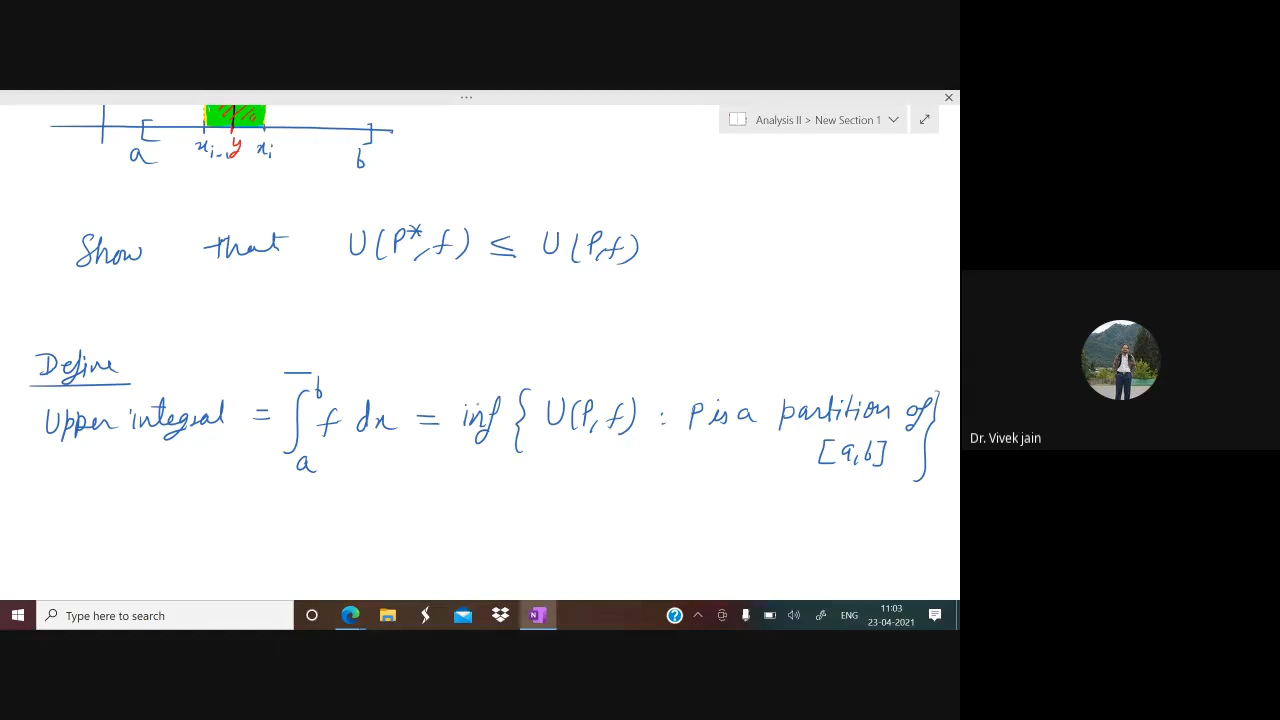 ...
Analysis II > New Section 1
a x_{i-1} y x_i b
Show that U(P*, f) ≤ U(P, f)
Define
Upper integral = \overline{∫}_a^b f dx = inf { U(P, f) : P is a partition of [a, b] }
Dr. Vivek jain
Type here to search
ENG
11:03
23-04-2021